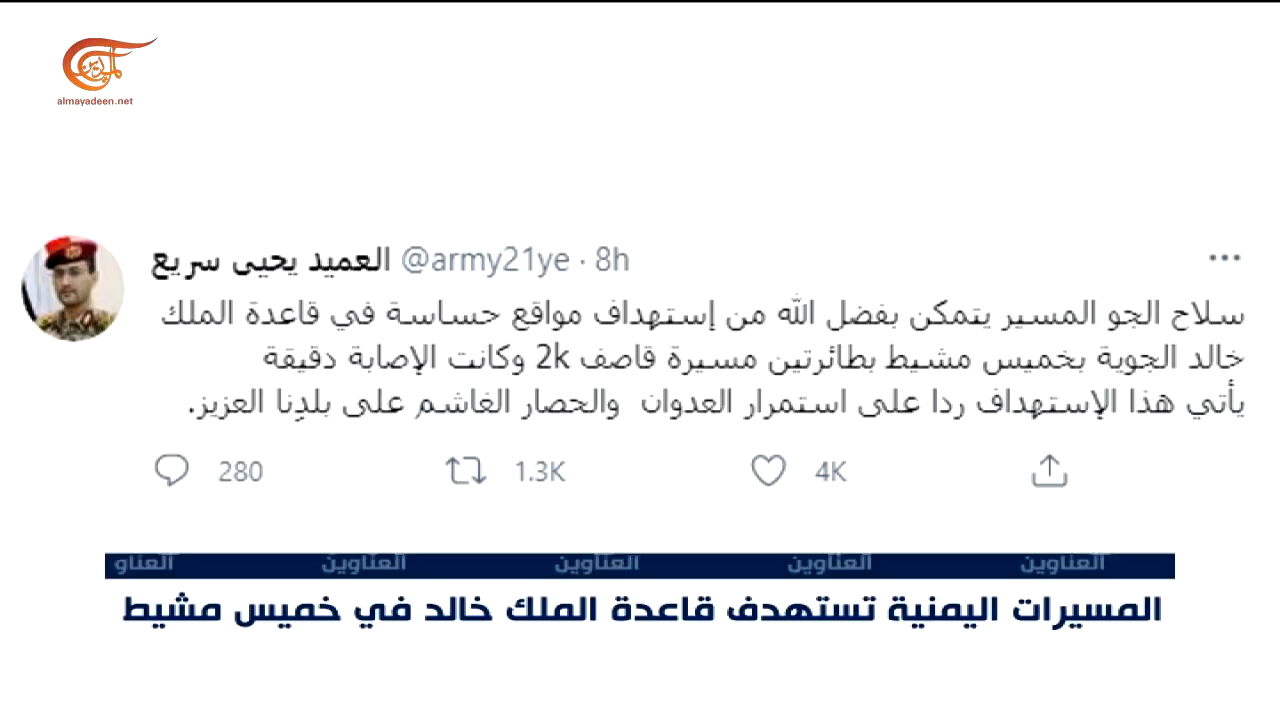 almayadeen.net
العميد يحيى سريع @army21ye · 8h
سلاح الجو المسير يتمكن بفضل الله من إستهداف مواقع حساسة في قاعدة الملك
خالد الجوية بخميس مشيط بطائرتين مسيرة قاصف 2k وكانت الإصابة دقيقة
يأتي هذا الإستهداف ردا على استمرار العدوان والحصار الغاشم على بلدِنا العزيز.
280 1.3K 4K
العناوين العناوين العناوين العناوين العناو
المسيرات اليمنية تستهدف قاعدة الملك خالد في خميس مشيط